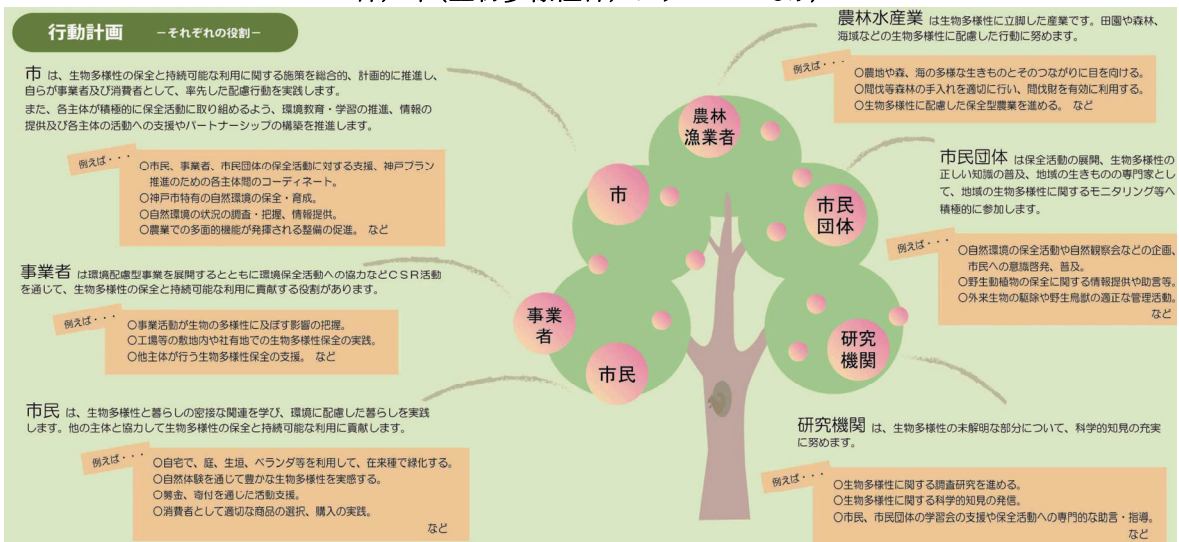 行動計画 －それぞれの役割－
市 は、生物多様性の保全と持続可能な利用に関する施策を総合的、計画的に推進し、
自らが事業者及び消費者として、率先した配慮行動を実践します。
また、各主体が積極的に保全活動に取り組めるよう、環境教育・学習の推進、情報の
提供及び各主体の活動への支援やパートナーシップの構築を推進します。
例えば・・・
○市民、事業者、市民団体の保全活動に対する支援、神戸プラン
推進のための各主体間のコーディネート。
○神戸市特有の自然環境の保全・育成。
○自然環境の状況の調査・把握、情報提供。
○農業での多面的機能が発揮される整備の促進。 など
事業者 は環境配慮型事業を展開するとともに環境保全活動への協力などCSR活動
を通じて、生物多様性の保全と持続可能な利用に貢献する役割があります。
例えば・・・
○事業活動が生物の多様性に及ぼす影響の把握。
○工場等の敷地内や社有地での生物多様性保全の実践。
○他主体が行う生物多様性保全の支援。 など
市民 は、生物多様性と暮らしの密接な関連を学び、環境に配慮した暮らしを実践
します。他の主体と協力して生物多様性の保全と持続可能な利用に貢献します。
例えば・・・
○自宅で、庭、生垣、ベランダ等を利用して、在来種で緑化する。
○自然体験を通じて豊かな生物多様性を実感する。
○募金、寄付を通じた活動支援。
○消費者として適切な商品の選択、購入の実践。
など
農林
漁業者
市
市民
団体
事業
者
市民
研究
機関
農林水産業 は生物多様性に立脚した産業です。田園や森林、
海域などの生物多様性に配慮した行動に努めます。
例えば・・・
○農地や森、海の多様な生きものとそのつながりに目を向ける。
○間伐等森林の手入れを適切に行い、間伐財を有効に利用する。
○生物多様性に配慮した保全型農業を進める。 など
市民団体 は保全活動の展開、生物多様性の
正しい知識の普及、地域の生きものの専門家とし
て、地域の生物多様性に関するモニタリング等へ
積極的に参加します。
例えば・・・
○自然環境の保全活動や自然観察会などの企画、
市民への意識啓発、普及。
○野生動植物の保全に関する情報提供や助言等。
○外来生物の駆除や野生鳥獣の適正な管理活動。
など
研究機関 は、生物多様性の未解明な部分について、科学的知見の充実
に努めます。
例えば・・・
○生物多様性に関する調査研究を進める。
○生物多様性に関する科学的知見の発信。
○市民、市民団体の学習会の支援や保全活動への専門的な助言・指導。
など